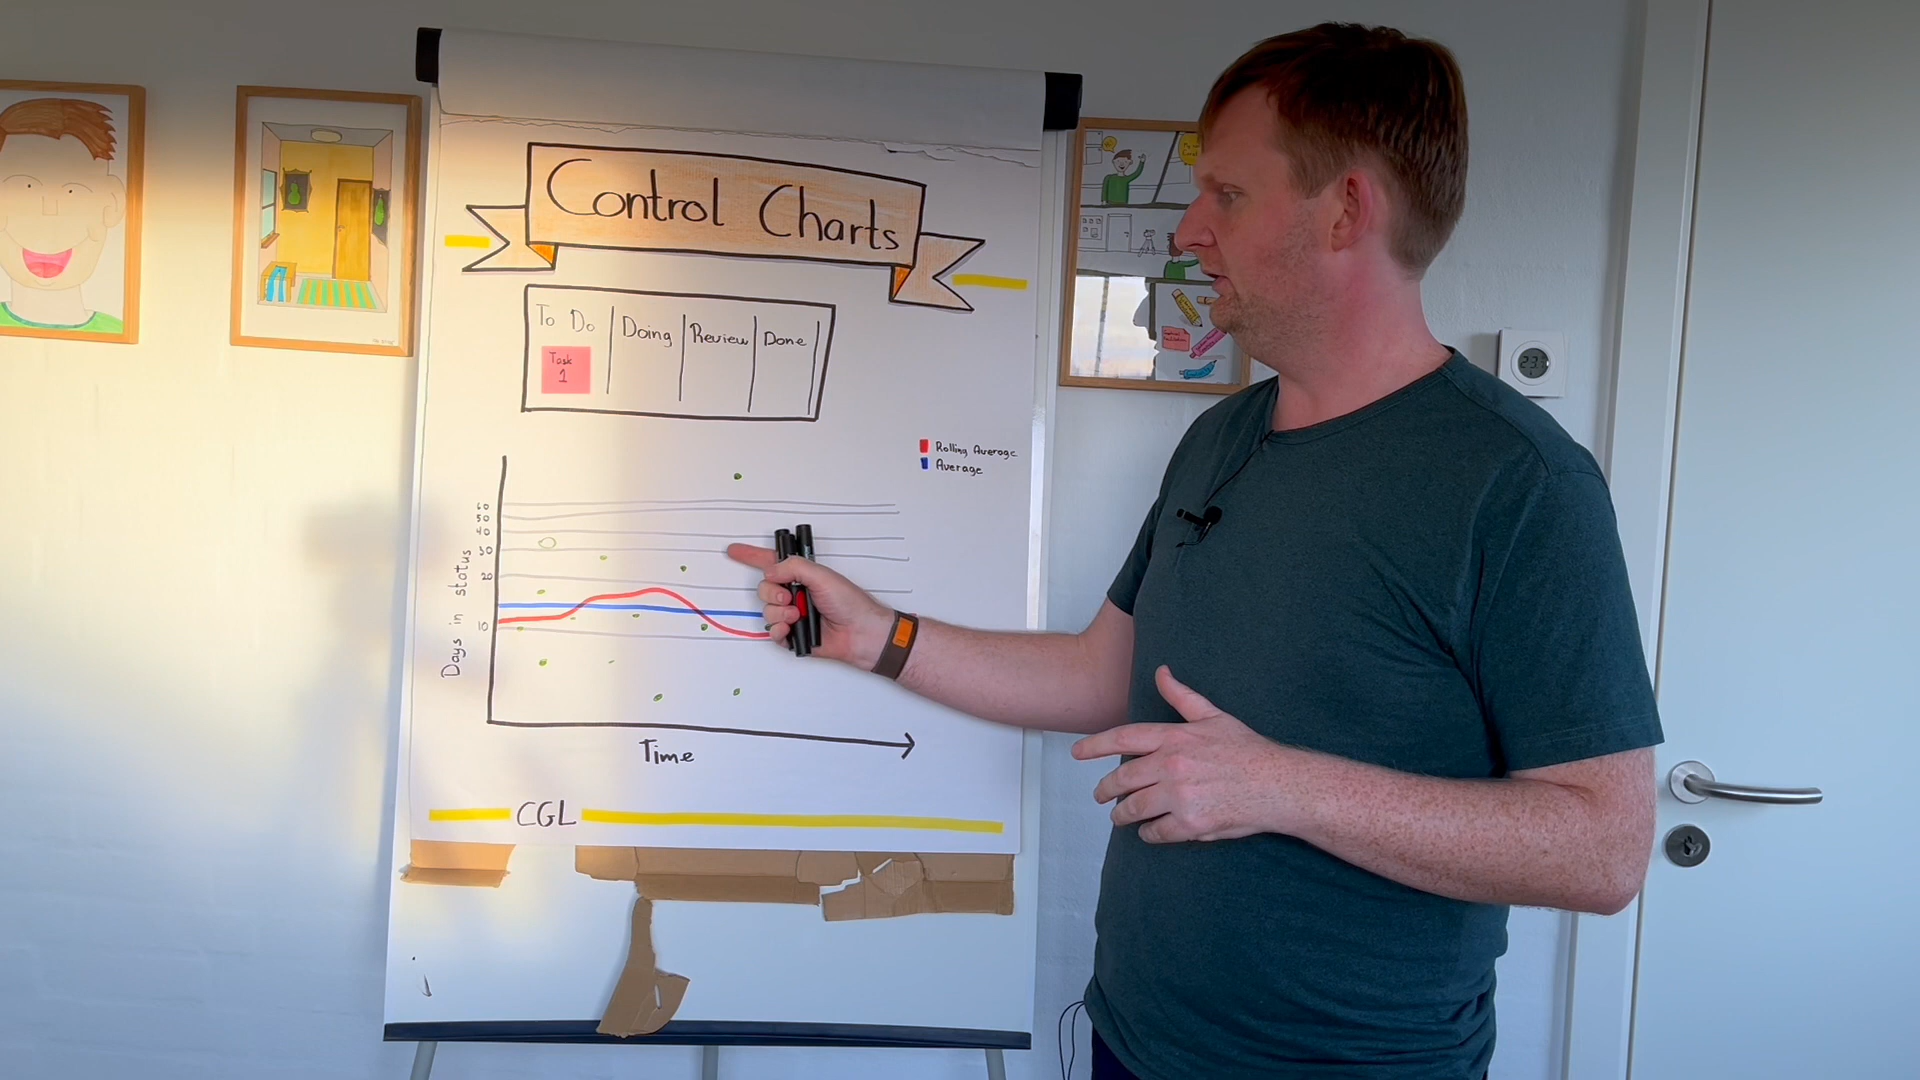 Control Charts
To Do
Doing
Review
Done
Task
1
Rolling Average
Average
60
50
40
30
20
10
Days in status
Time
CGL